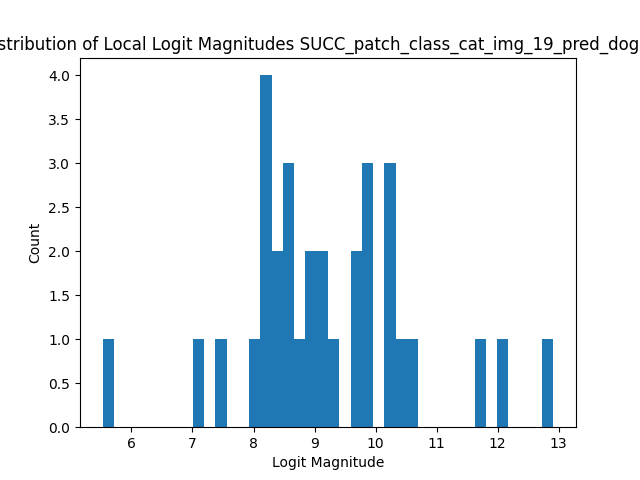 stribution of Local Logit Magnitudes SUCC_patch_class_cat_img_19_pred_dog
4.0
3.5
3.0
2.5
2.0
1.5
1.0
0.5
0.0
Count
6 7 8 9 10 11 12 13
Logit Magnitude